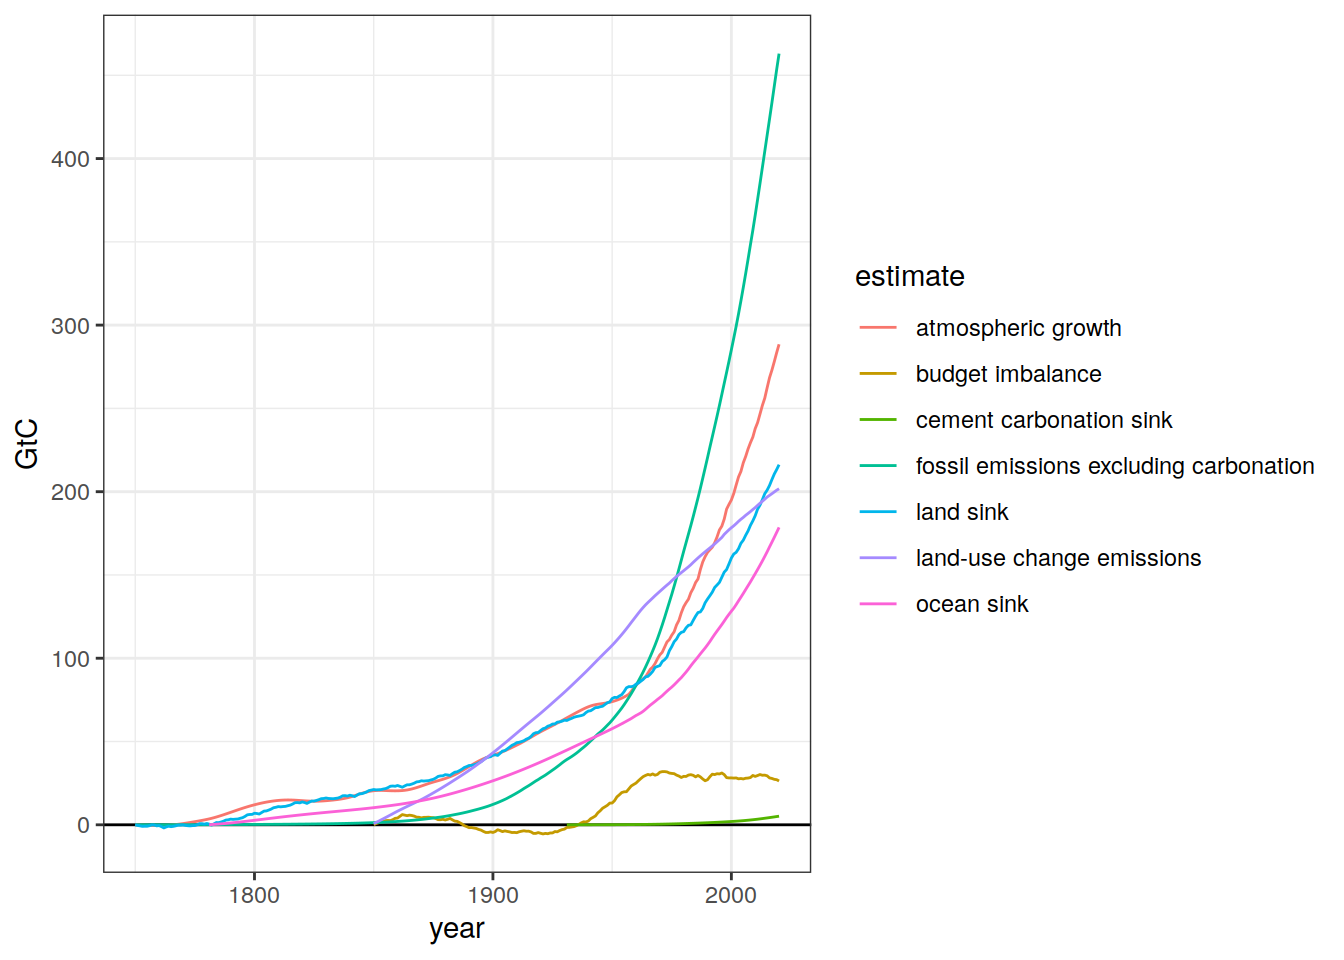 GtC
400
300
200
100
0
1800
1900
2000
year
estimate
atmospheric growth
budget imbalance
cement carbonation sink
fossil emissions excluding carbonation
land sink
land-use change emissions
ocean sink